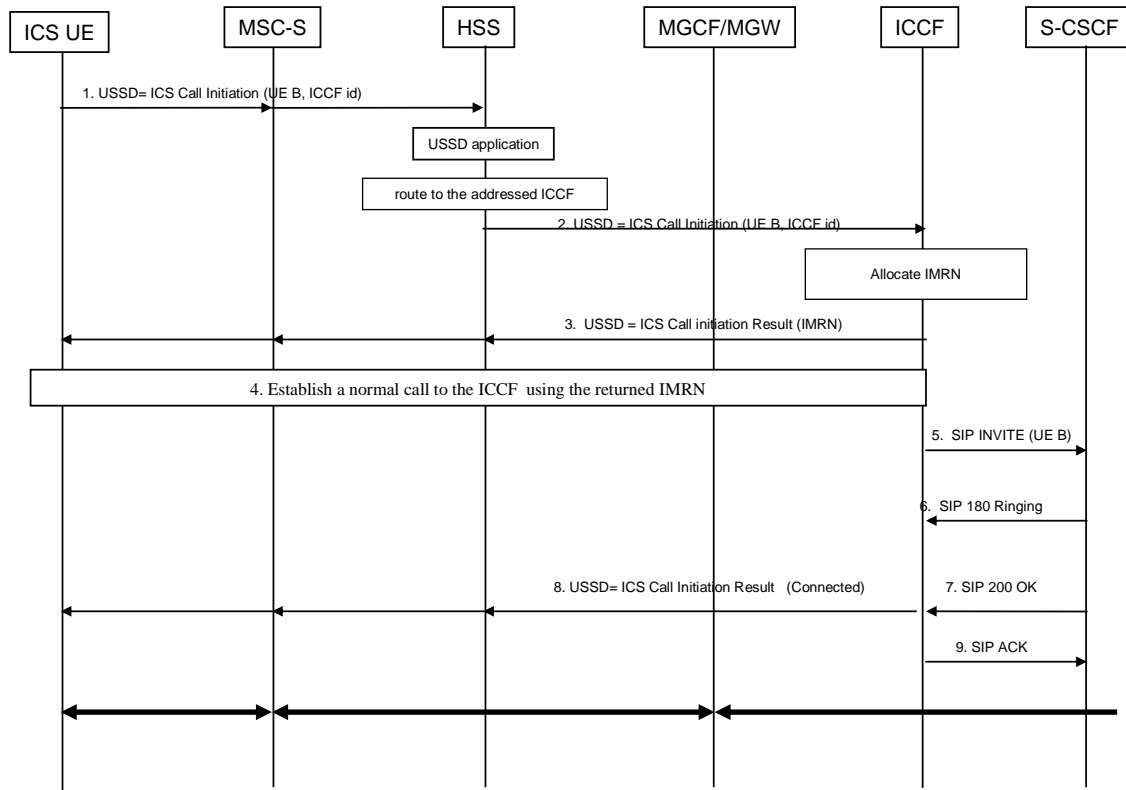 ICS UE
MSC-S
HSS
MGCF/MGW
ICCF
S-CSCF
1. USSD= ICS Call Initiation (UE B, ICCF id)
USSD application
route to the addressed ICCF
2. USSD = ICS Call Initiation (UE B, ICCF id)
Allocate IMRN
3. USSD = ICS Call initiation Result (IMRN)
4. Establish a normal call to the ICCF using the returned IMRN
5. SIP INVITE (UE B)
6. SIP 180 Ringing
8. USSD= ICS Call Initiation Result (Connected)
7. SIP 200 OK
9. SIP ACK